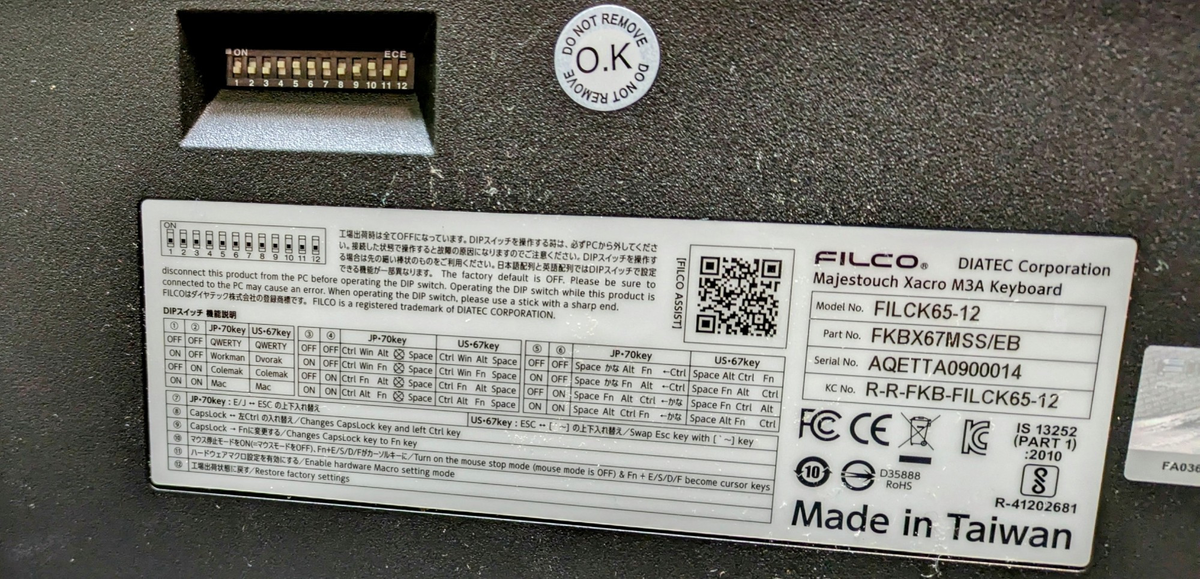 ON ECE
1 2 3 4 5 6 7 8 9 10 11 12
DO NOT REMOVE
O.K
DO NOT REMOVE
ON
1 2 3 4 5 6 7 8 9 10 11 12
工場出荷時は全てOFFになっています。DIPスイッチを操作する時は、必ずPCから外してくださ
い。接続した状態で操作すると故障の原因になりますのでご注意ください。DIPスイッチを操作す
る場合は先の細い棒状のものをご利用ください。日本語配列と英語配列ではDIPスイッチで設定
できる機能が一部異なります。 The factory default is OFF. Please be sure to
disconnect this product from the PC before operating the DIP switch. Operating the DIP switch while this product is
connected to the PC may cause an error. When operating the DIP switch, please use a stick with a sharp end.
FILCOはダイヤテック株式会社の登録商標です。 FILCO is a registered trademark of DIATEC CORPORATION.
DIPスイッチ 機能説明
① ② JP･70key US･67key
OFF OFF QWERTY QWERTY
ON OFF Workman Dvorak
OFF ON Colemak Colemak
ON ON Mac Mac
③ ④ JP･70key US･67key
OFF OFF Ctrl Win Alt ⊗ Space Ctrl Win Alt Space
ON OFF Ctrl Win Fn ⊗ Space Ctrl Win Fn Space
OFF ON Ctrl Fn Alt ⊗ Space Ctrl Fn Alt Space
ON ON Ctrl Alt Fn ⊗ Space Ctrl Alt Fn Space
⑤ ⑥ JP･70key US･67key
OFF OFF Space かな Alt Fn ←Ctrl Space Alt Ctrl Fn
ON OFF Space かな Fn Alt ←Ctrl Space Fn Ctrl Alt
OFF ON Space Alt Fn Ctrl ←かな Space Alt Fn Ctrl
ON ON Space Alt Ctrl Fn ←かな Space Fn Alt Ctrl
⑦ JP･70key: E/J ↔ ESC の上下入れ替え US･67key: ESC ↔ [｀~] の上下入れ替え/Swap Esc key with [｀~] key
⑧ CapsLock ↔ 左Ctrl の入れ替え/Changes CapsLock key and left Ctrl key
⑨ CapsLock → Fnに変更する/Changes CapsLock key to Fn key
⑩ マウス停止モードをON(=マウスモードをOFF)、Fn+E/S/D/Fがカーソルキーに/Turn on the mouse stop mode (mouse mode is OFF) & Fn + E/S/D/F become cursor keys
⑪ ハードウェアマクロ設定を有効にする/Enable hardware Macro setting mode
⑫ 工場出荷状態に戻す/Restore factory settings
[FILCO ASSIST]
FILCO® DIATEC Corporation
Majestouch Xacro M3A Keyboard
Model No. FILCK65-12
Part No. FKBX67MSS/EB
Serial No. AQETTA0900014
KC No. R-R-FKB-FILCK65-12
FC CE
IS 13252
(PART 1)
:2010
10
D35888
RoHS
R-41202681
Made in Taiwan
FA036